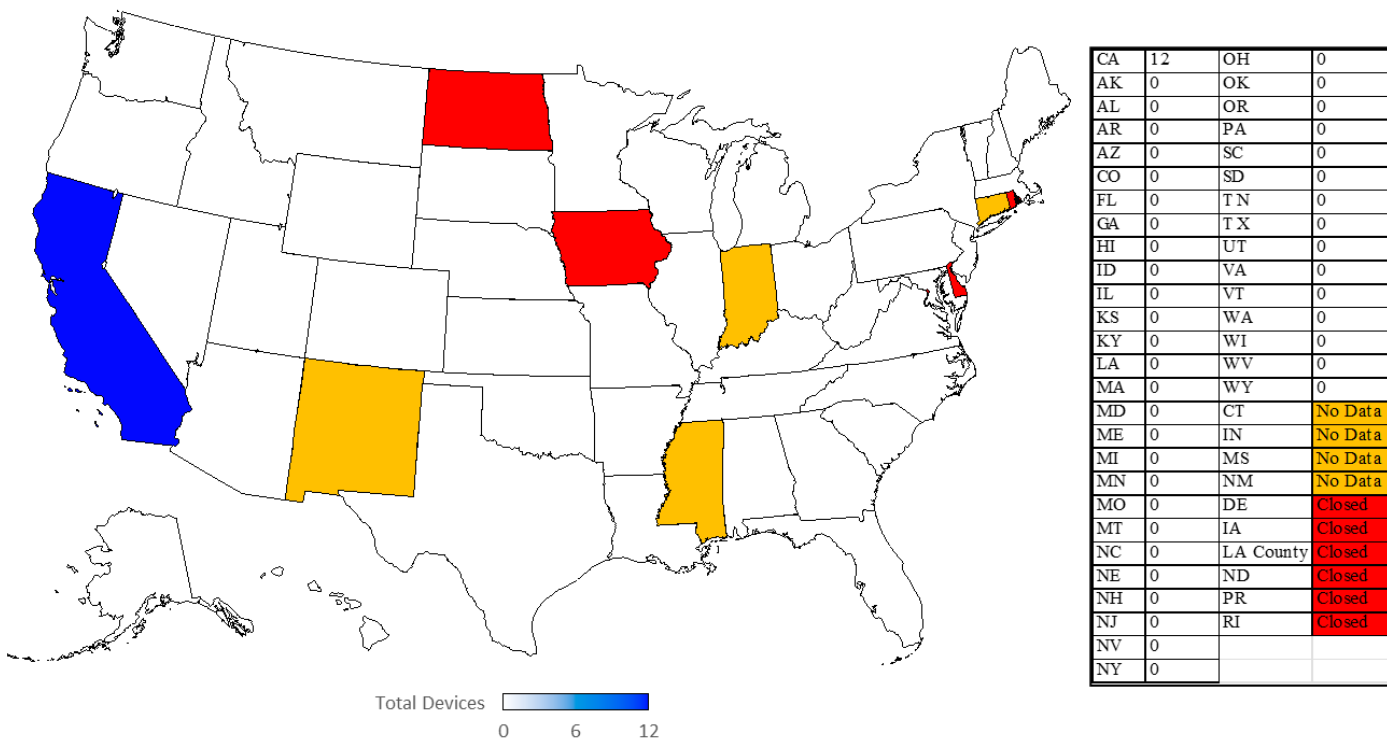 CA 12 OH 0
AK 0 OK 0
AL 0 OR 0
AR 0 PA 0
AZ 0 SC 0
CO 0 SD 0
FL 0 TN 0
GA 0 TX 0
HI 0 UT 0
ID 0 VA 0
IL 0 VT 0
KS 0 WA 0
KY 0 WI 0
LA 0 WV 0
MA 0 WY 0
MD 0 CT No Data
ME 0 IN No Data
MI 0 MS No Data
MN 0 NM No Data
MO 0 DE Closed
MT 0 IA Closed
NC 0 LA County Closed
NE 0 ND Closed
NH 0 PR Closed
NJ 0 RI Closed
NV 0
NY 0
Total Devices
0 6 12